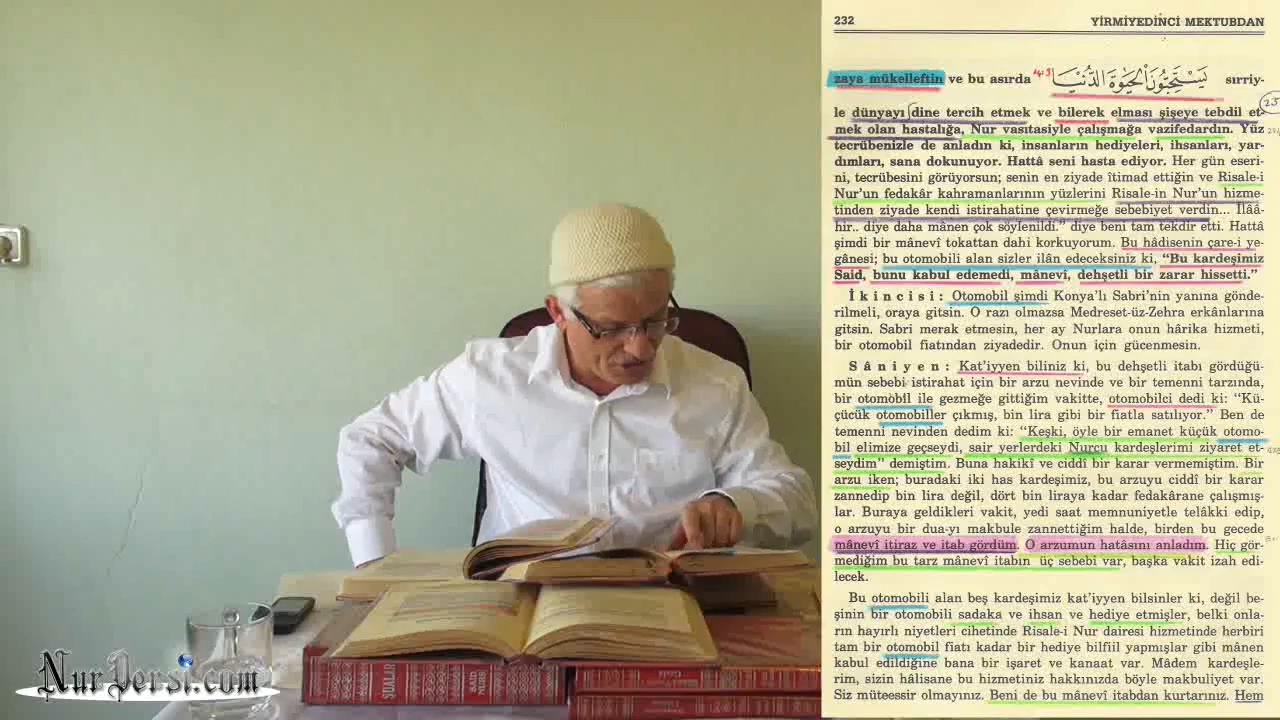 232 YİRMİYEDİNCİ MEKTUBDAN
zaya mükelleftin ve bu asırda يَسْتَحِبُّونَ الْحَيٰوةَ الدُّنْيَا sırriy-
le dünyayı dine tercih etmek ve bilerek elması şişeye tebdil et-
mek olan hastalığa, Nur vasıtasiyle çalışmağa vazifedardın. Yüz
tecrübenizle de anladın ki, insanların hediyeleri, ihsanları, yar-
dımları, sana dokunuyor. Hattâ seni hasta ediyor. Her gün eseri-
ni, tecrübesini görüyorsun; senin en ziyade îtimad ettiğin ve Risale-i
Nur'un fedakâr kahramanlarının yüzlerini Risale-in Nur'un hizme-
tinden ziyade kendi istirahatine çevirmeğe sebebiyet verdin... İlââ-
hir.. diye daha mânen çok söylenildi." diye beni tam tekdir etti. Hattâ
şimdi bir mânevî tokattan dahi korkuyorum. Bu hâdisenin çare-i ye-
gânesi; bu otomobili alan sizler ilân edeceksiniz ki, "Bu kardeşimiz
Said, bunu kabul edemedi, mânevî, dehşetli bir zarar hissetti."
İkincisi: Otomobil şimdi Konya'lı Sabri'nin yanına gönde-
rilmeli, oraya gitsin. O razı olmazsa Medreset-üz-Zehra erkânlarına
gitsin. Sabri merak etmesin, her ay Nurlara onun hârika hizmeti,
bir otomobil fiatından ziyadedir. Onun için gücenmesin.
Sâniyen: Kat'iyyen biliniz ki, bu dehşetli itabı gördüğü-
mün sebebi istirahat için bir arzu nevinde ve bir temenni tarzında,
bir otomobil ile gezmeğe gittiğim vakitte, otomobilci dedi ki: "Kü-
çücük otomobiller çıkmış, bin lira gibi bir fiatla satılıyor." Ben de
temenni nevinden dedim ki: "Keşki, öyle bir emanet küçük otomo-
bil elimize geçseydi, sair yerlerdeki Nurcu kardeşlerimi ziyaret et-
seydim" demiştim. Buna hakikî ve ciddî bir karar vermemiştim. Bir
arzu iken; buradaki iki has kardeşimiz, bu arzuyu ciddî bir karar
zannedip bin lira değil, dört bin liraya kadar fedakârane çalışmış-
lar. Buraya geldikleri vakit, yedi saat memnuniyetle telâkki edip,
o arzuyu bir dua-yı makbule zannettiğim halde, birden bu gecede
mânevî itiraz ve itab gördüm. O arzumun hatâsını anladım. Hiç gör-
mediğim bu tarz mânevî itabın üç sebebi var, başka vakit izah edi-
lecek.
Bu otomobili alan beş kardeşimiz kat'iyyen bilsinler ki, değil be-
şinin bir otomobili sadaka ve ihsan ve hediye etmişler, belki onla-
rın hayırlı niyetleri cihetinde Risale-i Nur dairesi hizmetinde herbiri
tam bir otomobil fiatı kadar bir hediye bilfiil yapmışlar gibi mânen
kabul edildiğine bana bir işaret ve kanaat var. Mâdem kardeşle-
rim, sizin hâlisane bu hizmetiniz hakkınızda böyle makbuliyet var.
Siz müteessir olmayınız. Beni de bu mânevî itabdan kurtarınız. Hem
NurDersi.com
ŞUALAR